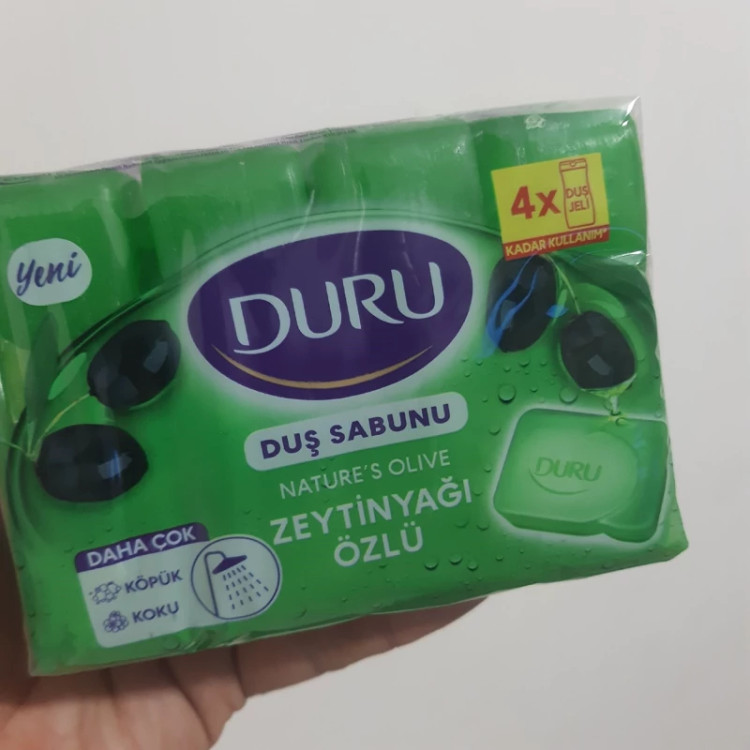 Yeni
4x
DUŞ
JELİ
KADAR KULLANIM*
DURU
DUŞ SABUNU
NATURE'S OLIVE
ZEYTİNYAĞI
ÖZLÜ
DURU
DAHA ÇOK
KÖPÜK
KOKU